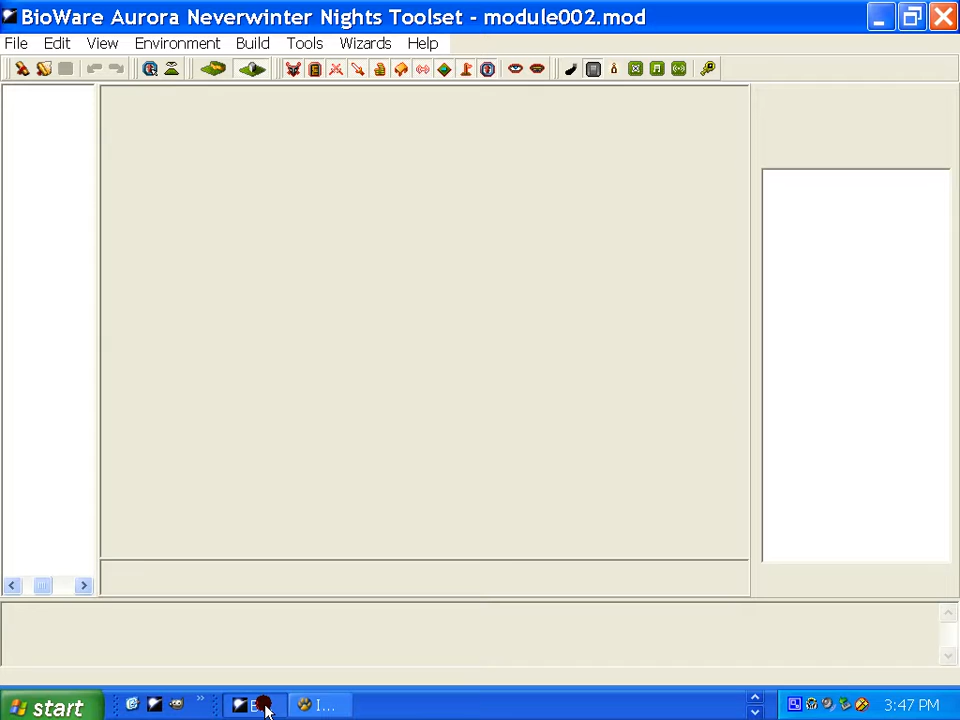 BioWare Aurora Neverwinter Nights Toolset - module002.mod
File Edit View Environment Build Tools Wizards Help
start
I...
3:47 PM